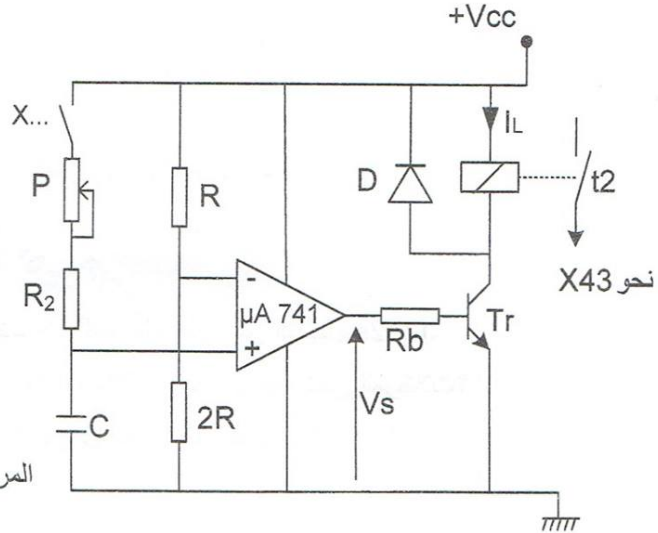 +Vcc
X...
IL
P
R
D
t2
نحو X43
R2
-
µA 741
+
Rb
Tr
Vs
C
2R
المر